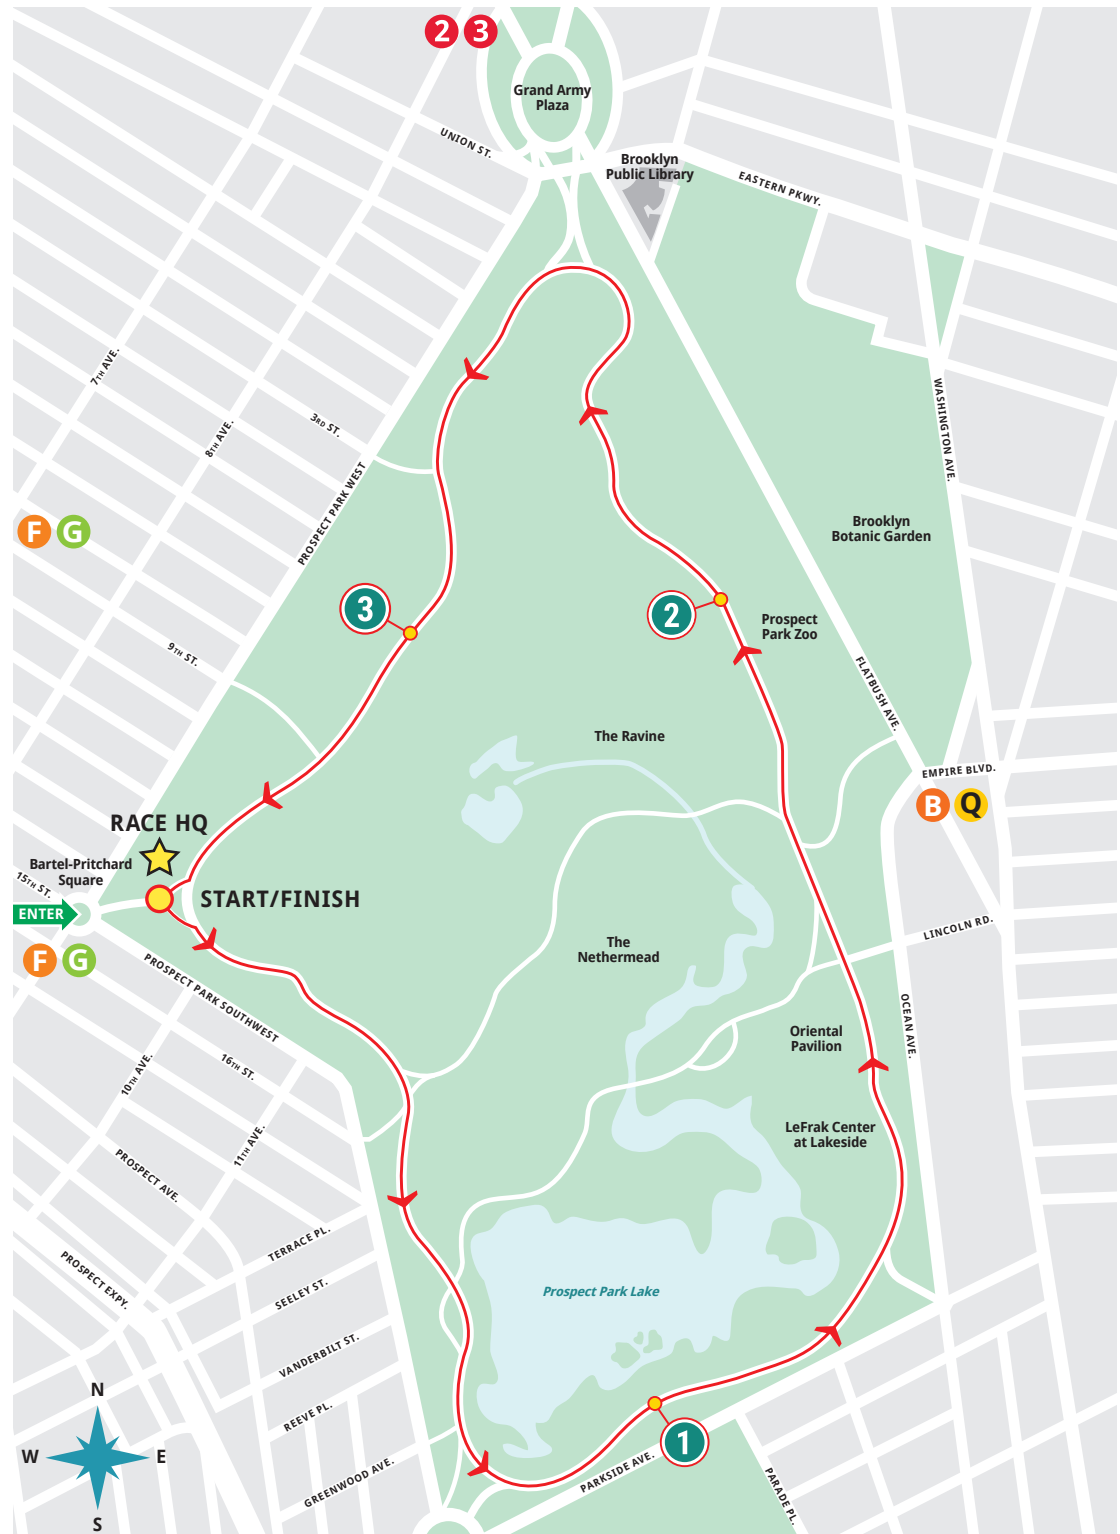 2 3
Grand Army
Plaza
UNION ST.
Brooklyn
Public Library
EASTERN PKWY.
7TH AVE.
8TH AVE.
3RD ST.
PROSPECT PARK WEST
WASHINGTON AVE.
F G
Brooklyn
Botanic Garden
3
2
Prospect
Park Zoo
9TH ST.
FLATBUSH AVE.
The Ravine
EMPIRE BLVD.
B Q
RACE HQ
Bartel-Pritchard
Square
15TH ST.
START/FINISH
ENTER
F G
LINCOLN RD.
The
Nethermead
PROSPECT PARK SOUTHWEST
OCEAN AVE.
Oriental
Pavilion
10TH AVE.
16TH ST.
11TH AVE.
LeFrak Center
at Lakeside
PROSPECT AVE.
TERRACE PL.
PROSPECT EXPY.
SEELEY ST.
Prospect Park Lake
VANDERBILT ST.
N
REEVE PL.
W E
S
1
GREENWOOD AVE.
PARKSIDE AVE.
PARADE PL.